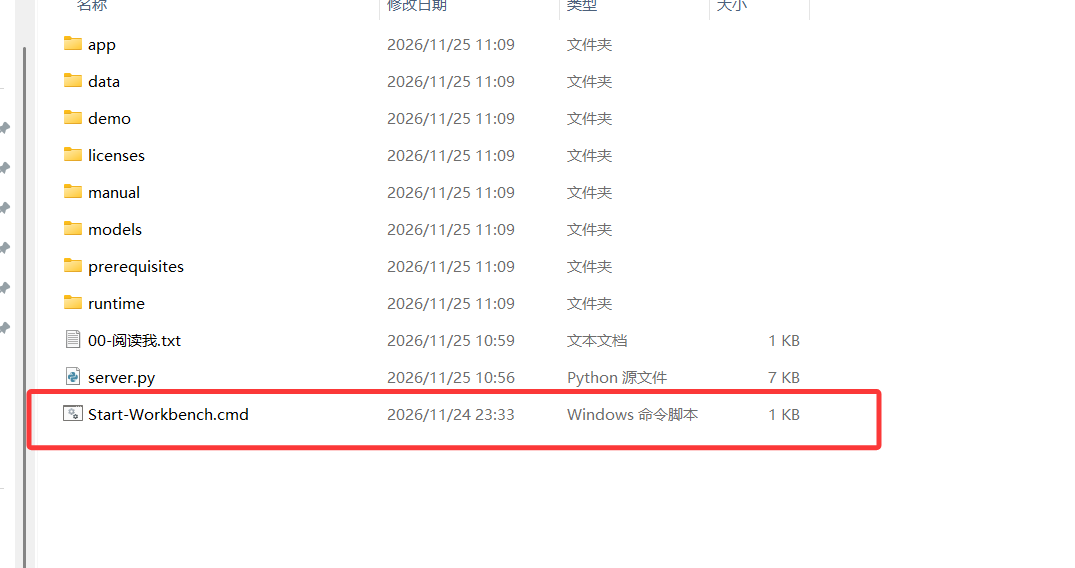 名称 修改日期 类型 大小
app 2026/11/25 11:09 文件夹
data 2026/11/25 11:09 文件夹
demo 2026/11/25 11:09 文件夹
licenses 2026/11/25 11:09 文件夹
manual 2026/11/25 11:09 文件夹
models 2026/11/25 11:09 文件夹
prerequisites 2026/11/25 11:09 文件夹
runtime 2026/11/25 11:09 文件夹
00-阅读我.txt 2026/11/25 10:59 文本文档 1 KB
server.py 2026/11/25 10:56 Python 源文件 7 KB
Start-Workbench.cmd 2026/11/24 23:33 Windows 命令脚本 1 KB